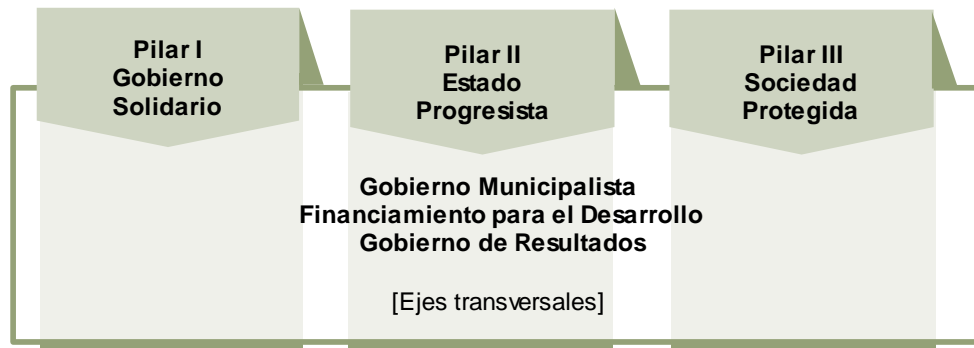 Pilar I
Gobierno
Solidario
Pilar II
Estado
Progresista
Pilar III
Sociedad
Protegida
Gobierno Municipalista
Financiamiento para el Desarrollo
Gobierno de Resultados
[Ejes transversales]